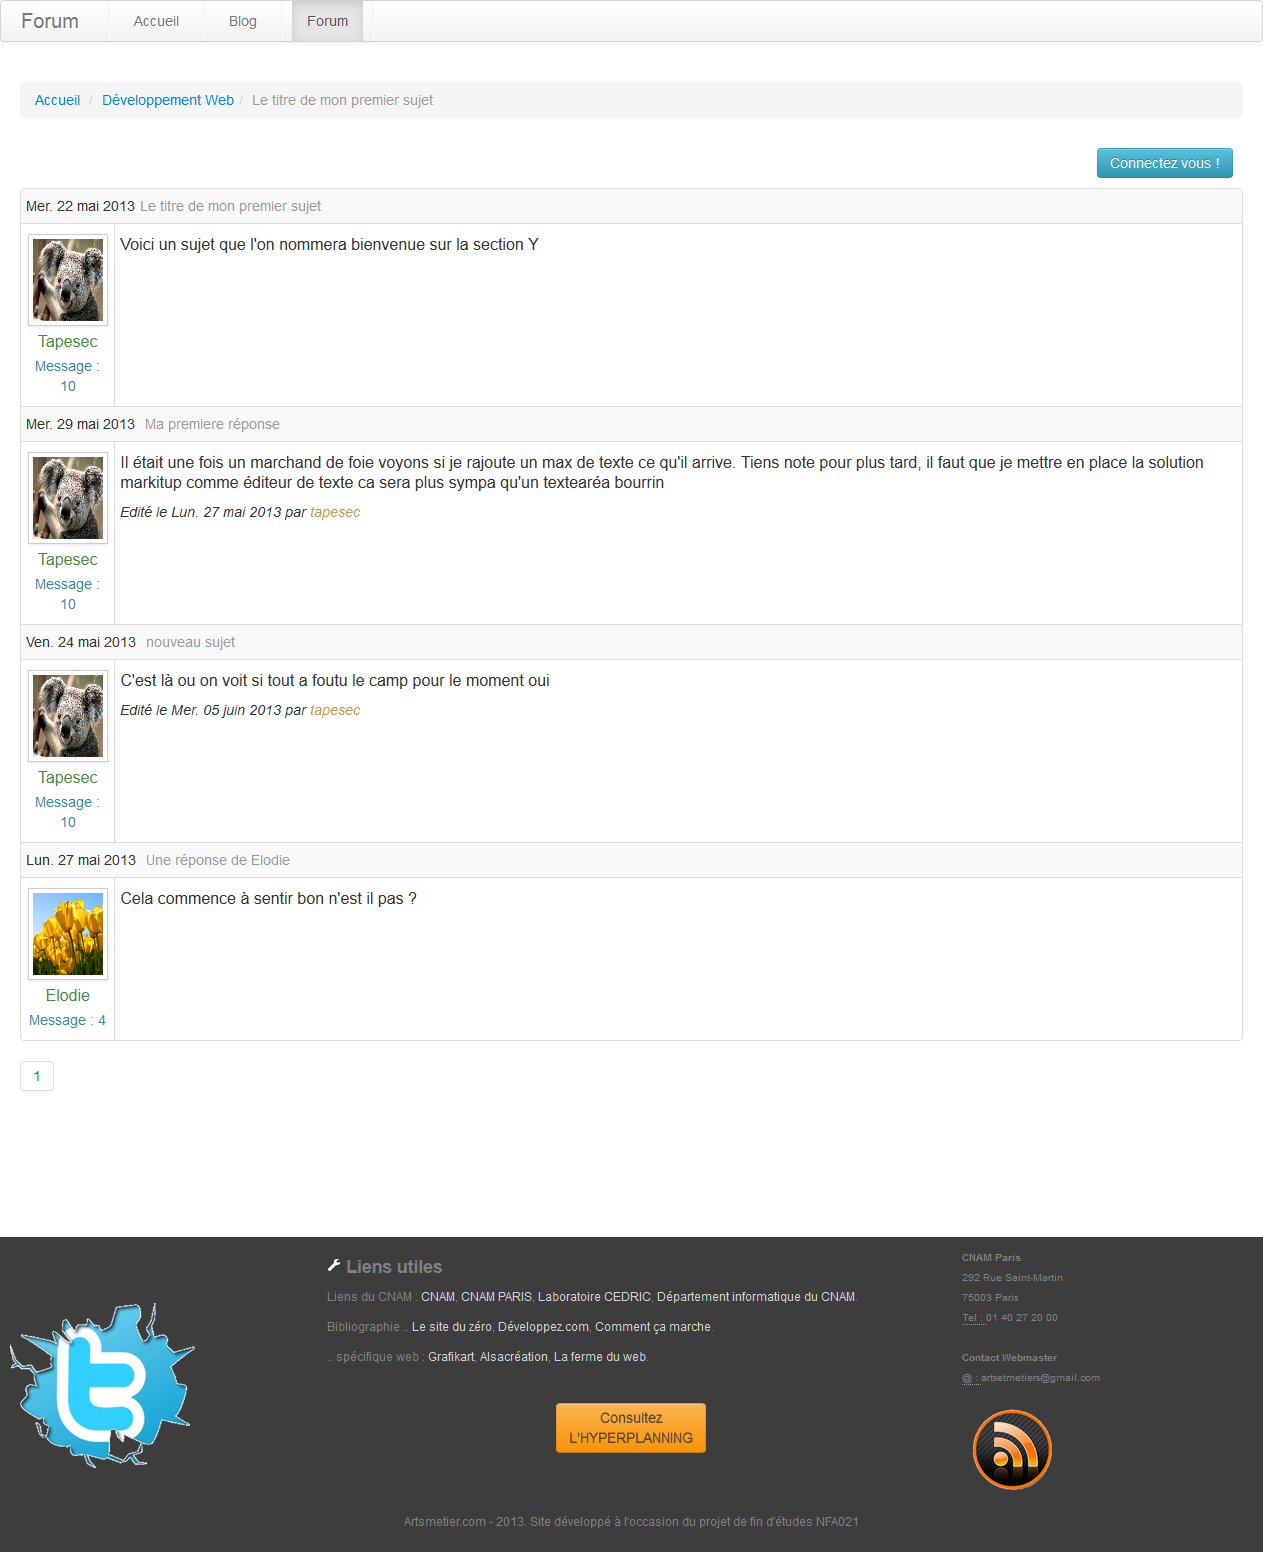 Forum Accueil Blog Forum
Accueil / Développement Web / Le titre de mon premier sujet
Connectez vous !
Mer. 22 mai 2013 Le titre de mon premier sujet
Voici un sujet que l'on nommera bienvenue sur la section Y
Tapesec
Message :
10
Mer. 29 mai 2013 Ma premiere réponse
Il était une fois un marchand de foie voyons si je rajoute un max de texte ce qu'il arrive. Tiens note pour plus tard, il faut que je mettre en place la solution
markitup comme éditeur de texte ca sera plus sympa qu'un textearéa bourrin
Edité le Lun. 27 mai 2013 par tapesec
Tapesec
Message :
10
Ven. 24 mai 2013 nouveau sujet
C'est là ou on voit si tout a foutu le camp pour le moment oui
Edité le Mer. 05 juin 2013 par tapesec
Tapesec
Message :
10
Lun. 27 mai 2013 Une réponse de Elodie
Cela commence à sentir bon n'est il pas ?
Elodie
Message : 4
1
Liens utiles
Liens du CNAM : CNAM, CNAM PARIS, Laboratoire CEDRIC, Département informatique du CNAM.
Bibliographie .. Le site du zéro, Développez.com, Comment ça marche.
.. spécifique web : Grafikart, Alsacréation, La ferme du web.
Consultez
L'HYPERPLANNING
CNAM Paris
292 Rue Saint-Martin
75003 Paris
Tel : 01 40 27 20 00
Contact Webmaster
@ : artsetmetiers@gmail.com
Artsmetier.com - 2013. Site développé à l'occasion du projet de fin d'études NFA021